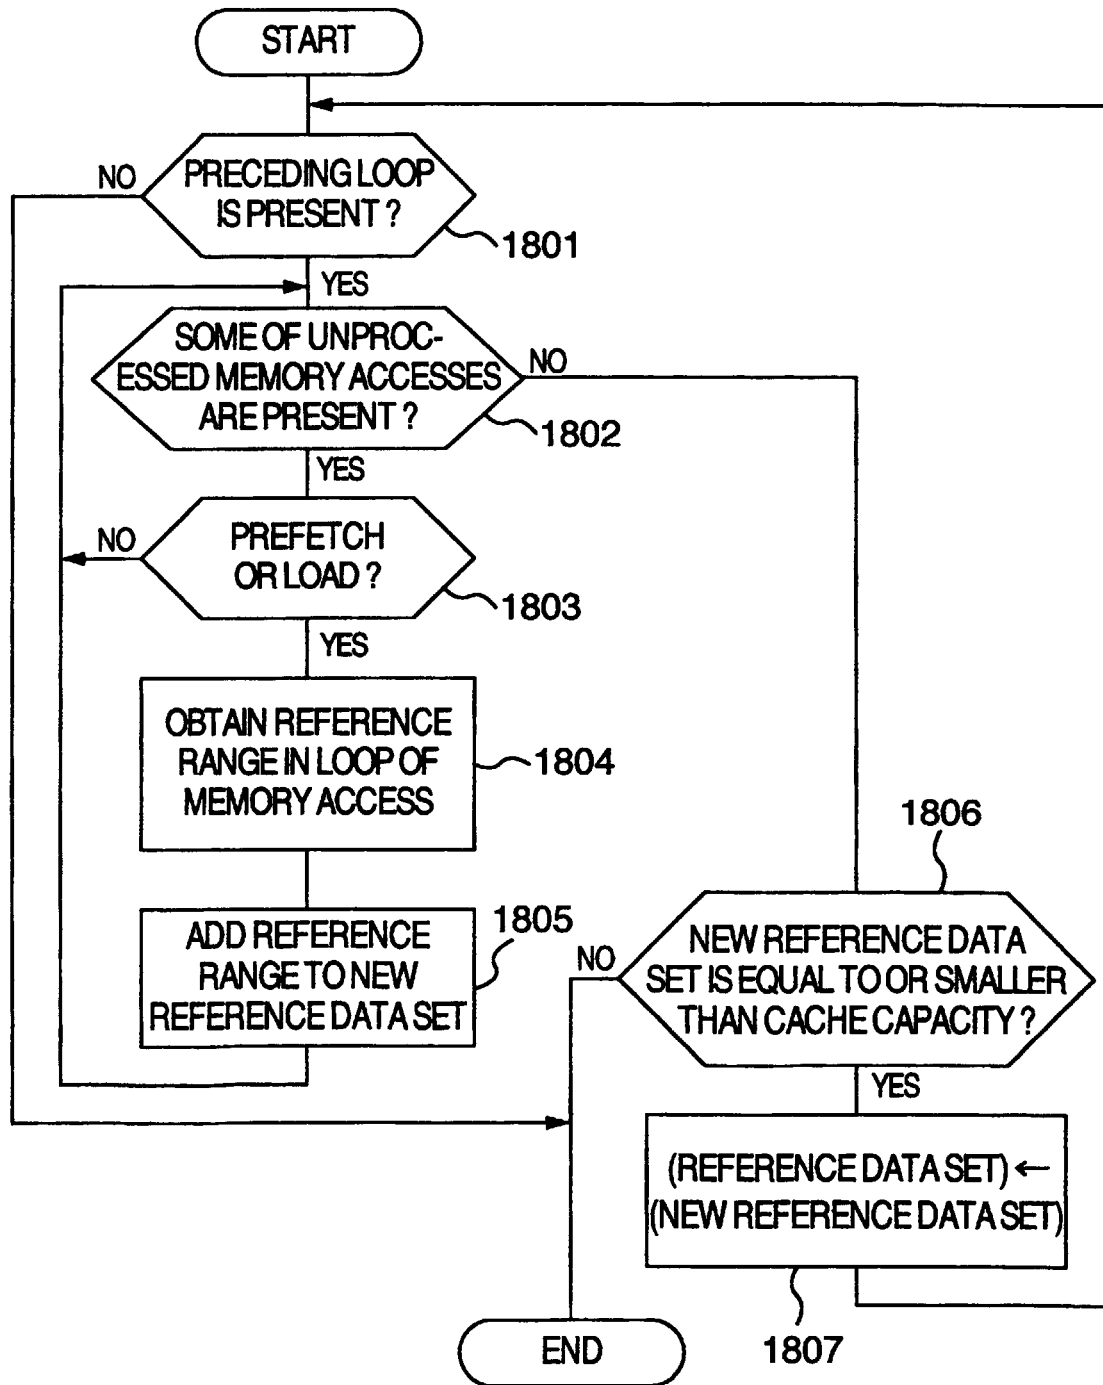 START
NO
PRECEDING LOOP
IS PRESENT ?
1801
YES
SOME OF UNPROC-
ESSED MEMORY ACCESSES
ARE PRESENT ?
NO
1802
YES
NO
PREFETCH
OR LOAD ?
1803
YES
OBTAIN REFERENCE
RANGE IN LOOP OF
MEMORY ACCESS
1804
ADD REFERENCE
RANGE TO NEW
REFERENCE DATA SET
1805
1806
NO
NEW REFERENCE DATA
SET IS EQUAL TO OR SMALLER
THAN CACHE CAPACITY ?
YES
(REFERENCE DATA SET) ←
(NEW REFERENCE DATA SET)
1807
END